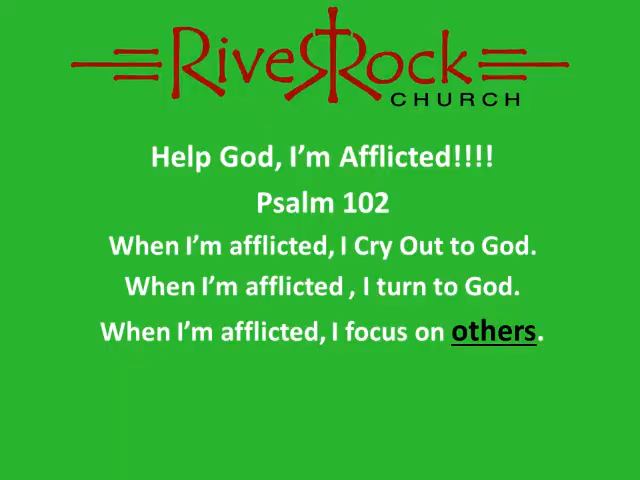 RiverRock
CHURCH
Help God, I’m Afflicted!!!!
Psalm 102
When I’m afflicted, I Cry Out to God.
When I’m afflicted , I turn to God.
When I’m afflicted, I focus on others.